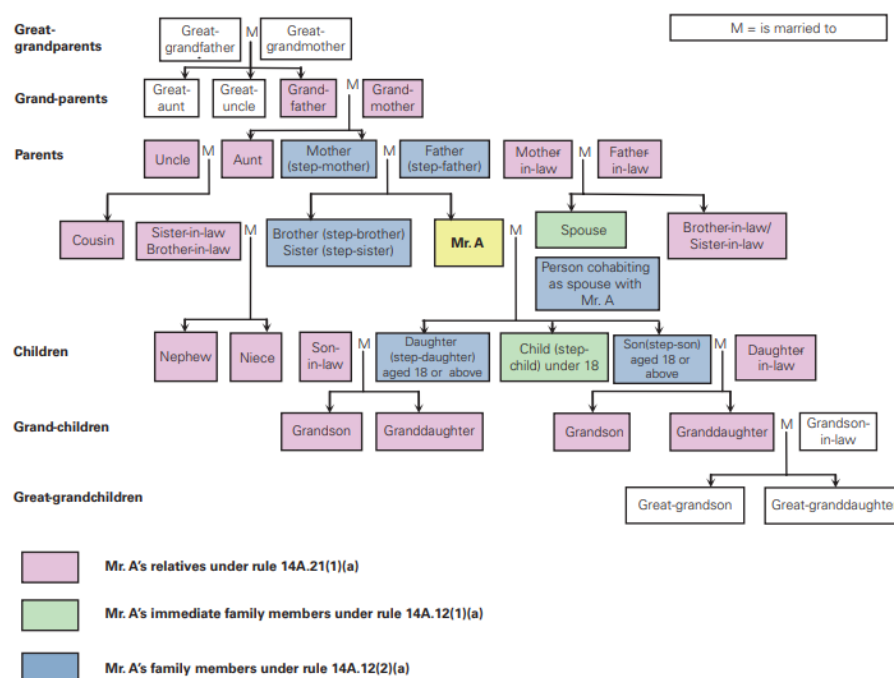 Great-
grandparents
Great-
grandfather
M
Great-
grandmother
M = is married to
Grand-parents
Great-
aunt
Great-
uncle
Grand-
father
M
Grand-
mother
Parents
Uncle
M
Aunt
Mother
(step-mother)
M
Father
(step-father)
Mother-
in-law
M
Father-
in-law
Cousin
Sister-in-law
Brother-in-law
M
Brother (step-brother)
Sister (step-sister)
Mr. A
M
Spouse
Brother-in-law/
Sister-in-law
Person cohabiting
as spouse with
Mr. A
Children
Nephew
Niece
Son-
in-law
M
Daughter
(step-daughter)
aged 18 or above
Child (step-
child) under 18
Son(step-son)
aged 18 or
above
M
Daughter-
in-law
Grand-children
Grandson
Granddaughter
Grandson
Granddaughter
M
Grandson-
in-law
Great-grandchildren
Great-grandson
Great-granddaughte
Mr. A's relatives under rule 14A.21(1)(a)
Mr. A's immediate family members under rule 14A.12(1)(a)
Mr. A's family members under rule 14A.12(2)(a)